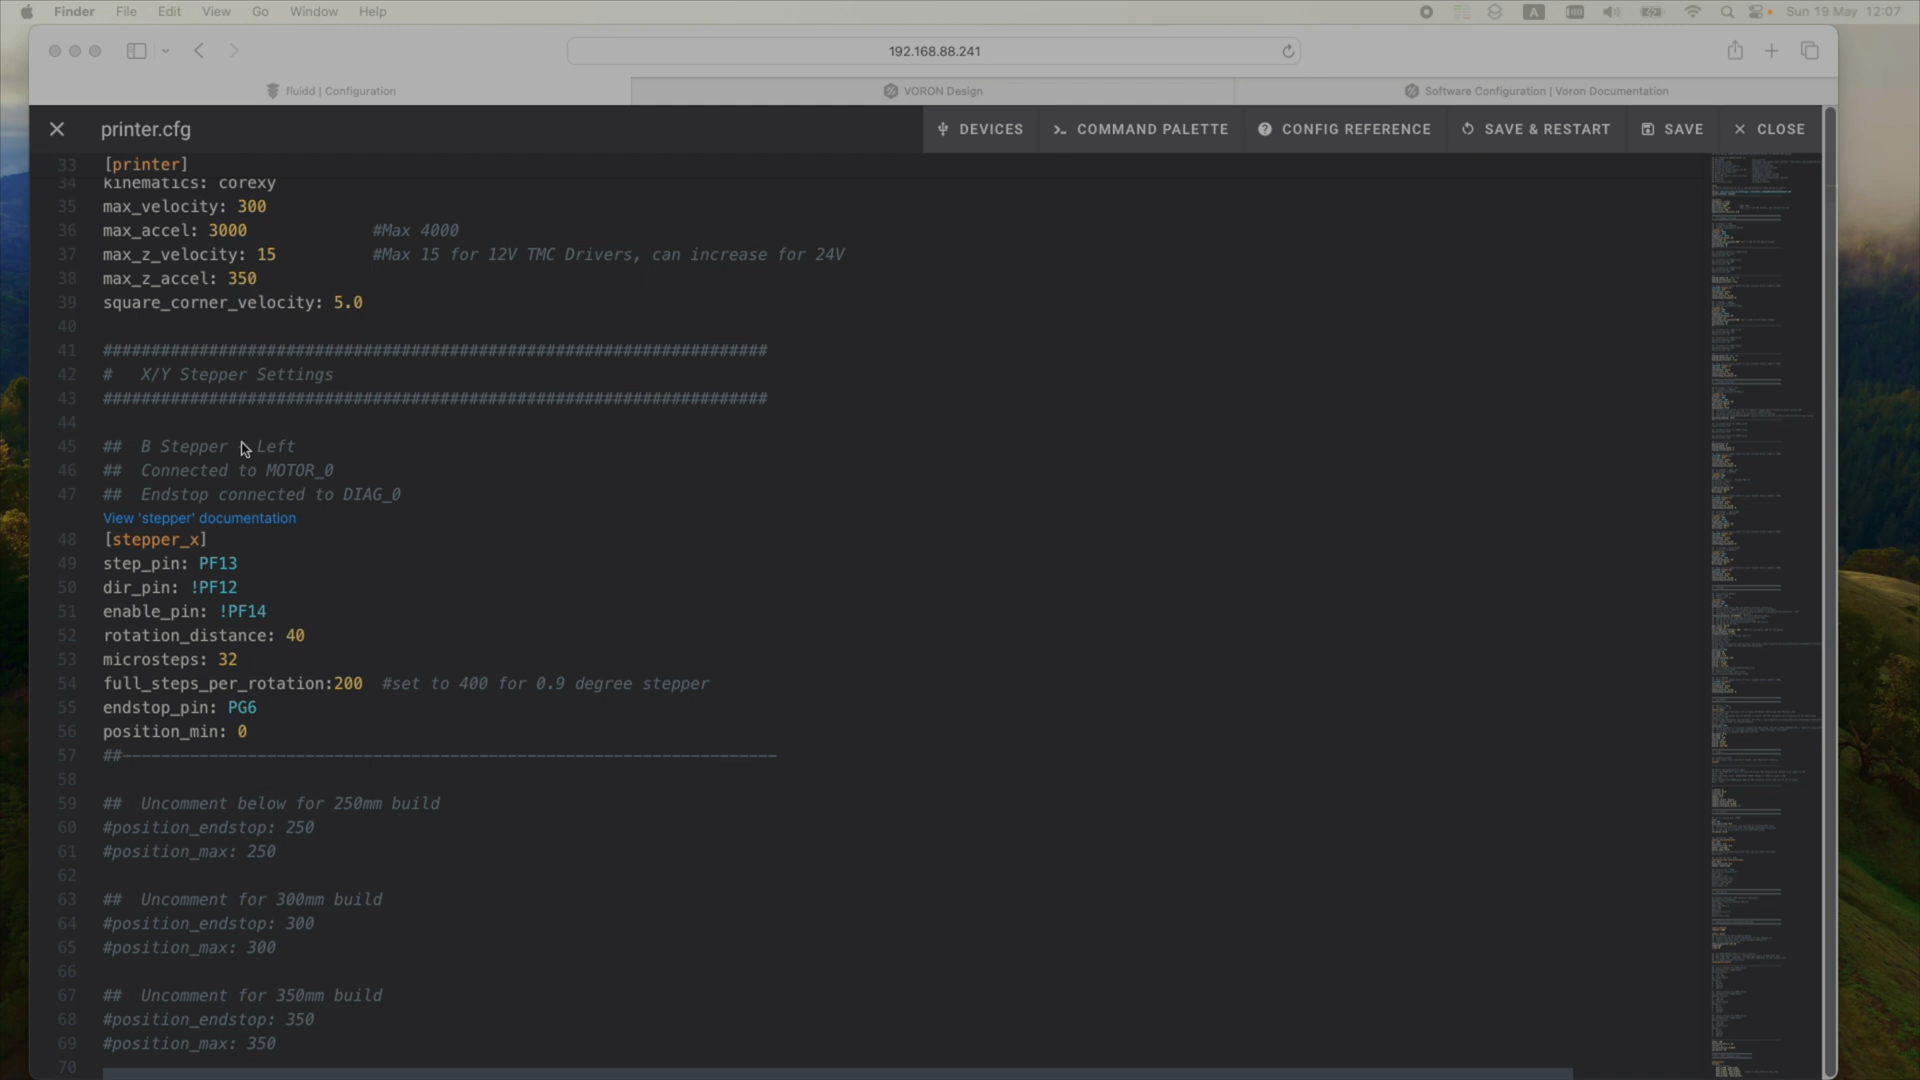 Finder File Edit View Go Window Help
A Sun 19 May 12:07
192.168.88.241
fluidd | Configuration
VORON Design
Software Configuration | Voron Documentation
printer.cfg
DEVICES
COMMAND PALETTE
CONFIG REFERENCE
SAVE & RESTART
SAVE
CLOSE
33 [printer]
34 kinematics: corexy
35 max_velocity: 300
36 max_accel: 3000 #Max 4000
37 max_z_velocity: 15 #Max 15 for 12V TMC Drivers, can increase for 24V
38 max_z_accel: 350
39 square_corner_velocity: 5.0
40
41 #####################################################################
42 # X/Y Stepper Settings
43 #####################################################################
44
45 ## B Stepper Left
46 ## Connected to MOTOR_0
47 ## Endstop connected to DIAG_0
View 'stepper' documentation
48 [stepper_x]
49 step_pin: PF13
50 dir_pin: !PF12
51 enable_pin: !PF14
52 rotation_distance: 40
53 microsteps: 32
54 full_steps_per_rotation:200 #set to 400 for 0.9 degree stepper
55 endstop_pin: PG6
56 position_min: 0
57 ##--------------------------------------------------------------------
58
59 ## Uncomment below for 250mm build
60 #position_endstop: 250
61 #position_max: 250
62
63 ## Uncomment for 300mm build
64 #position_endstop: 300
65 #position_max: 300
66
67 ## Uncomment for 350mm build
68 #position_endstop: 350
69 #position_max: 350
70